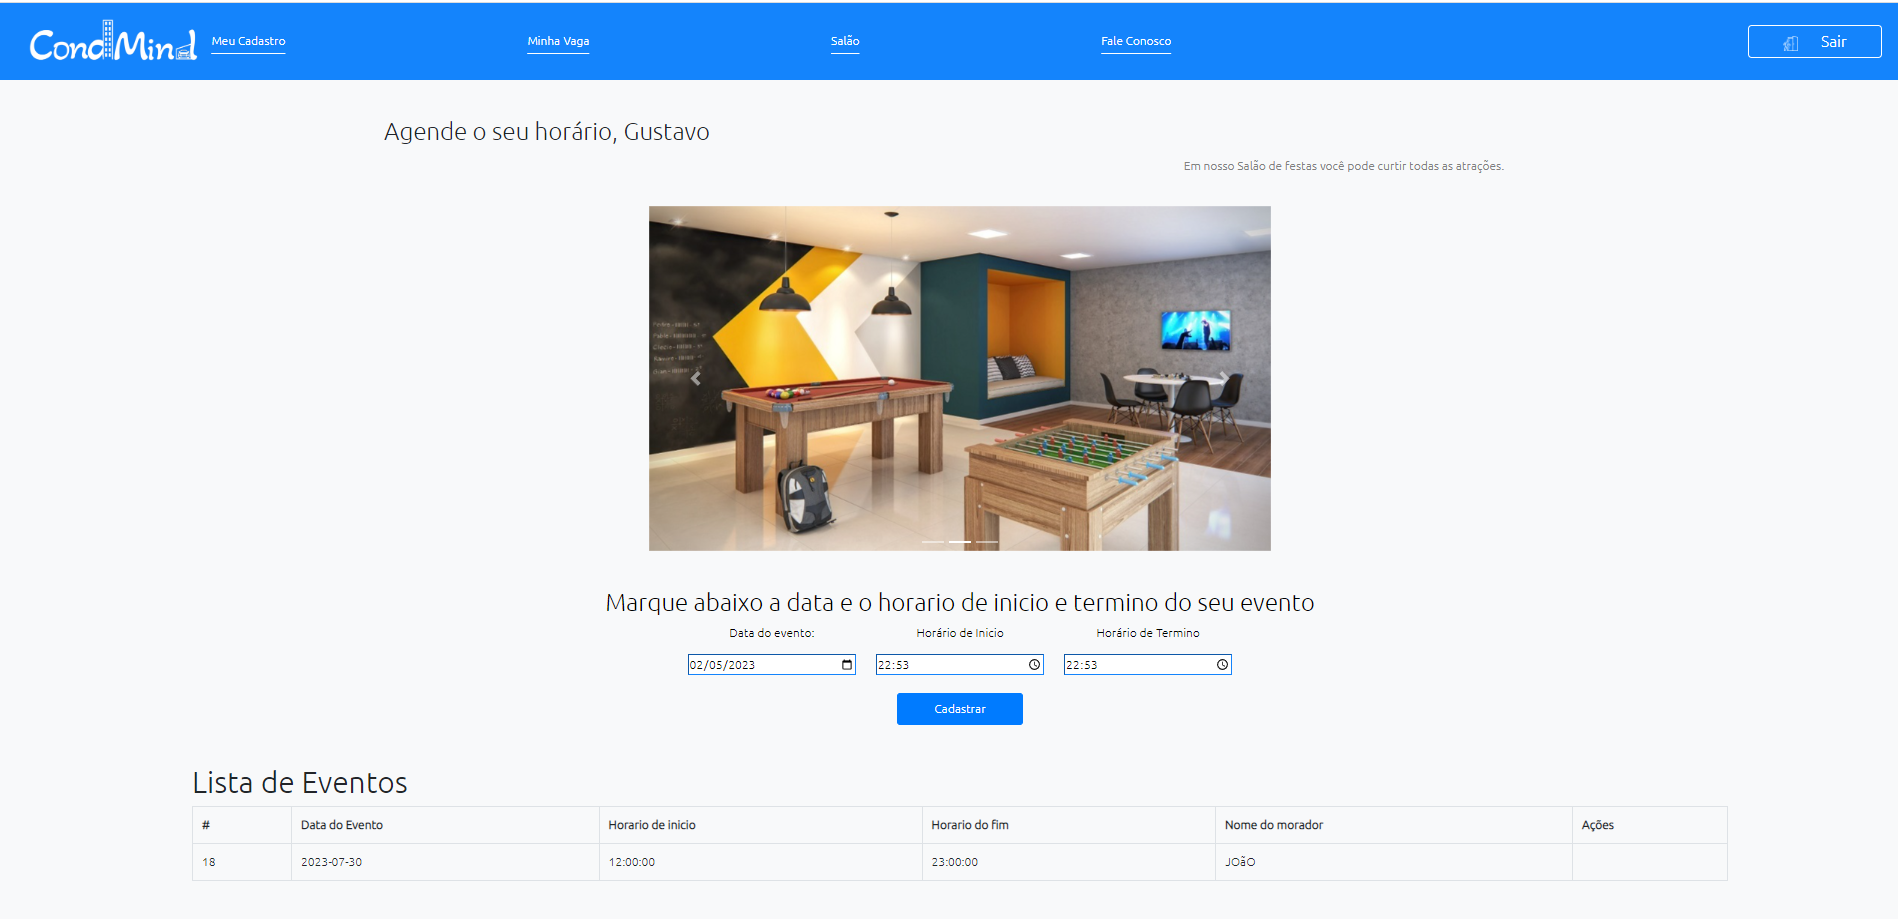 CondMind
Meu Cadastro
Minha Vaga
Salão
Fale Conosco
Sair
Agende o seu horário, Gustavo
Em nosso Salão de festas você pode curtir todas as atrações.
Marque abaixo a data e o horario de inicio e termino do seu evento
Data do evento:
Horário de Inicio
Horário de Termino
02/05/2023
22:53
22:53
Cadastrar
Lista de Eventos
# Data do Evento Horario de inicio Horario do fim Nome do morador Ações
18 2023-07-30 12:00:00 23:00:00 JOãO